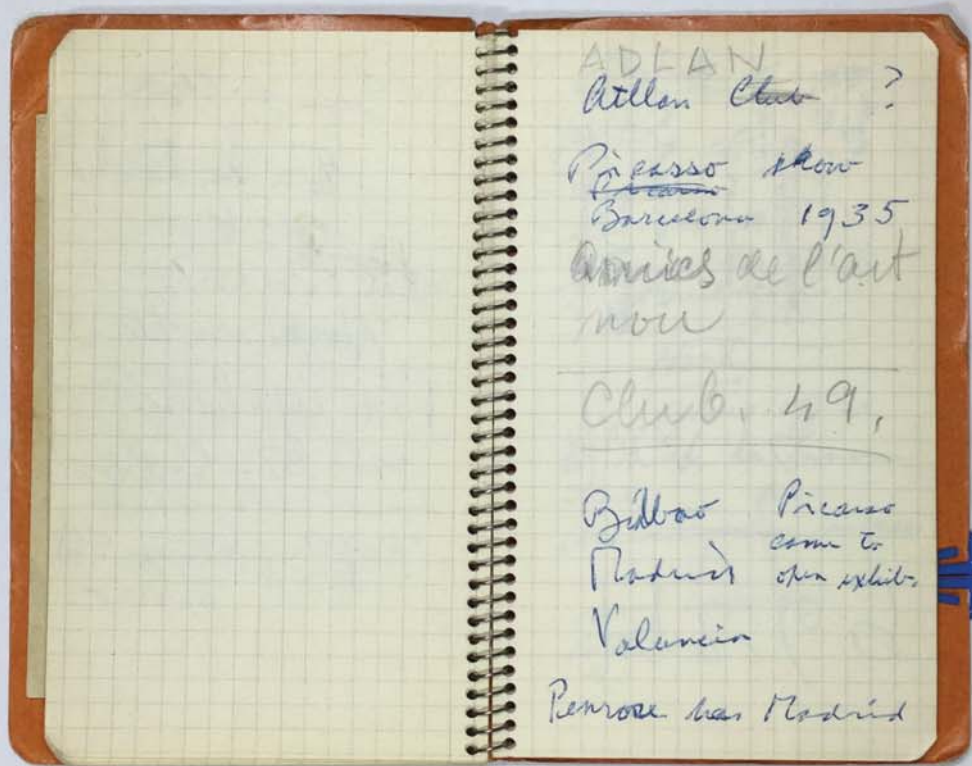 ADLAN
Atllan Club ?
Picasso show
Picasso
Barcelona 1935
Amics de l'art
nou
Club. 49.
Bilbao Picasso
came to
Madrid open exhib.
Valencia
Penrose has Madrid